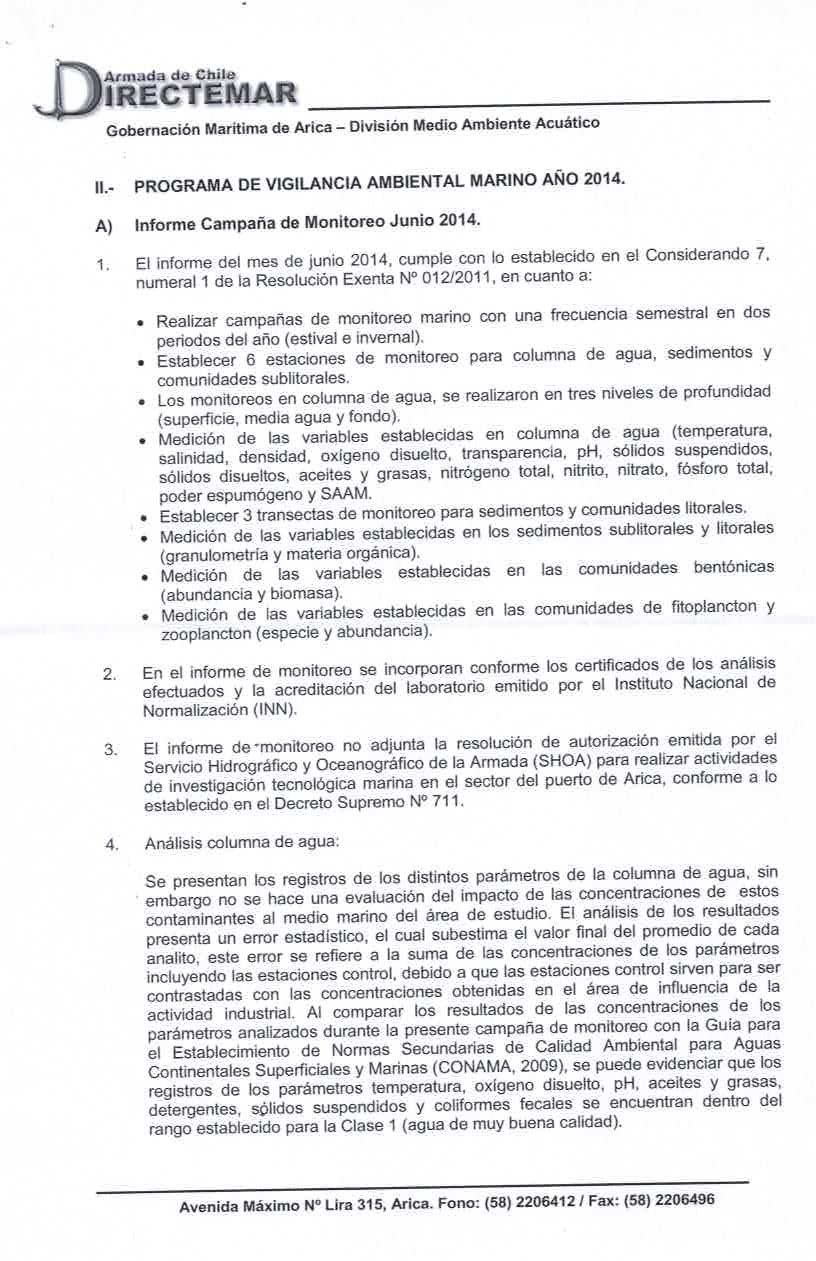 Armada de Chile
DIRECTEMAR
Gobernación Marítima de Arica – División Medio Ambiente Acuático
II.- PROGRAMA DE VIGILANCIA AMBIENTAL MARINO AÑO 2014.
A) Informe Campaña de Monitoreo Junio 2014.
1. El informe del mes de junio 2014, cumple con lo establecido en el Considerando 7,
numeral 1 de la Resolución Exenta Nº 012/2011, en cuanto a:
• Realizar campañas de monitoreo marino con una frecuencia semestral en dos
periodos del año (estival e invernal).
• Establecer 6 estaciones de monitoreo para columna de agua, sedimentos y
comunidades sublitorales.
• Los monitoreos en columna de agua, se realizaron en tres niveles de profundidad
(superficie, media agua y fondo).
• Medición de las variables establecidas en columna de agua (temperatura,
salinidad, densidad, oxígeno disuelto, transparencia, pH, sólidos suspendidos,
sólidos disueltos, aceites y grasas, nitrógeno total, nitrito, nitrato, fósforo total,
poder espumógeno y SAAM.
• Establecer 3 transectas de monitoreo para sedimentos y comunidades litorales.
• Medición de las variables establecidas en los sedimentos sublitorales y litorales
(granulometría y materia orgánica).
• Medición de las variables establecidas en las comunidades bentónicas
(abundancia y biomasa).
• Medición de las variables establecidas en las comunidades de fitoplancton y
zooplancton (especie y abundancia).
2. En el informe de monitoreo se incorporan conforme los certificados de los análisis
efectuados y la acreditación del laboratorio emitido por el Instituto Nacional de
Normalización (INN).
3. El informe de monitoreo no adjunta la resolución de autorización emitida por el
Servicio Hidrográfico y Oceanográfico de la Armada (SHOA) para realizar actividades
de investigación tecnológica marina en el sector del puerto de Arica, conforme a lo
establecido en el Decreto Supremo Nº 711.
4. Análisis columna de agua:
Se presentan los registros de los distintos parámetros de la columna de agua, sin
embargo no se hace una evaluación del impacto de las concentraciones de estos
contaminantes al medio marino del área de estudio. El análisis de los resultados
presenta un error estadístico, el cual subestima el valor final del promedio de cada
analito, este error se refiere a la suma de las concentraciones de los parámetros
incluyendo las estaciones control, debido a que las estaciones control sirven para ser
contrastadas con las concentraciones obtenidas en el área de influencia de la
actividad industrial. Al comparar los resultados de las concentraciones de los
parámetros analizados durante la presente campaña de monitoreo con la Guía para
el Establecimiento de Normas Secundarias de Calidad Ambiental para Aguas
Continentales Superficiales y Marinas (CONAMA, 2009), se puede evidenciar que los
registros de los parámetros temperatura, oxígeno disuelto, pH, aceites y grasas,
detergentes, sólidos suspendidos y coliformes fecales se encuentran dentro del
rango establecido para la Clase 1 (agua de muy buena calidad).
Avenida Máximo Nº Lira 315, Arica. Fono: (58) 2206412 / Fax: (58) 2206496